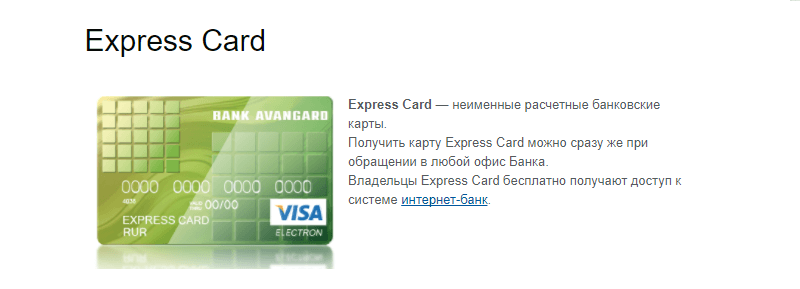 Express Card
BANK AVANGARD
Express Card — неименные расчетные банковские
карты.
Получить карту Express Card можно сразу же при
обращении в любой офис Банка.
Владельцы Express Card бесплатно получают доступ к
системе интернет-банк.
0000 0000 0000 0000
00/00
EXPRESS CARD
RUR
VISA
ELECTRON